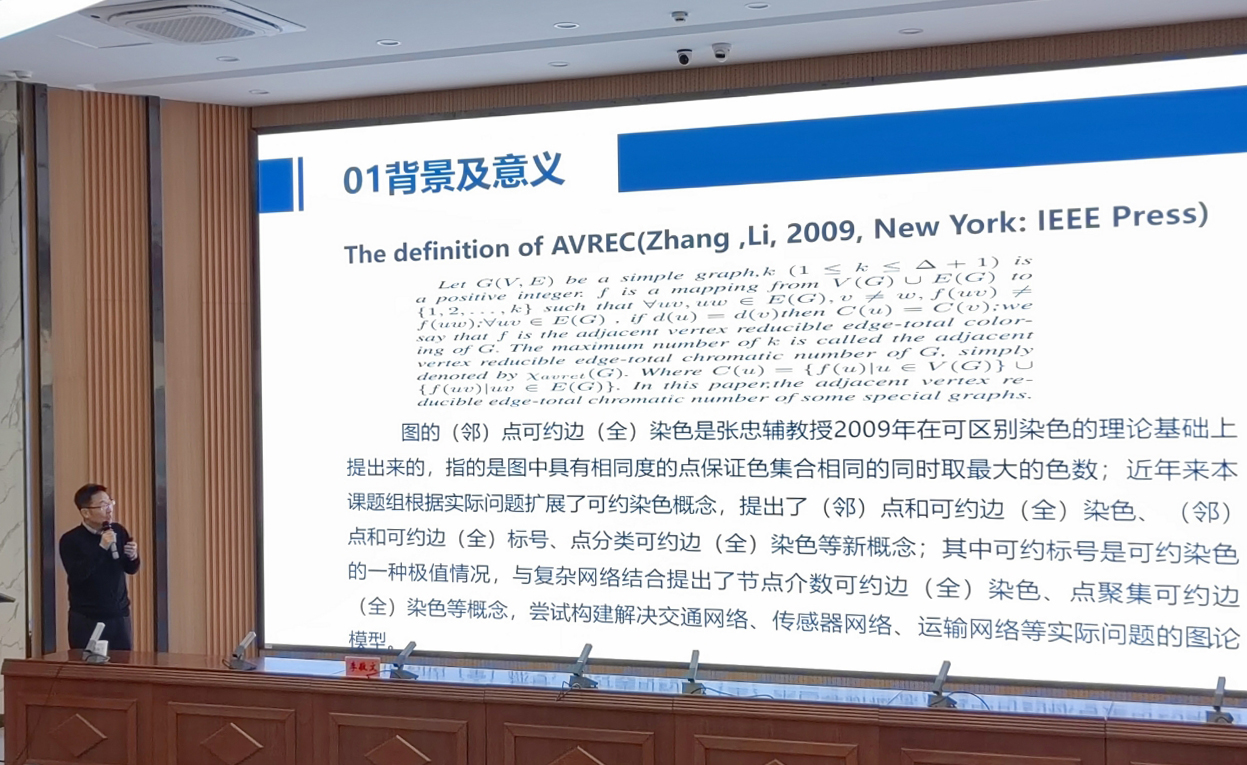 01背景及意义
The definition of AVREC(Zhang ,Li, 2009, New York: IEEE Press)
Let G(V, E) be a simple graph,k (1 ≤ k ≤ Δ + 1) is
a positive integer. f is a mapping from V(G) ∪ E(G) to
{1, 2, . . . , k} such that ∀uv, uw ∈ E(G), v ≠ w, f(uv) ≠
f(uw);∀uv ∈ E(G) , if d(u) = d(v)then C(u) = C(v);we
say that f is the adjacent vertex reducible edge-total color-
ing of G. The maximum number of k is called the adjacent
vertex reducible edge-total chromatic number of G, simply
denoted by χavret(G). Where C(u) = {f(u)|u ∈ V(G)} ∪
{f(uv)|uv ∈ E(G)}. In this paper,the adjacent vertex re-
ducible edge-total chromatic number of some special graphs.
图的（邻）点可约边（全）染色是张忠辅教授2009年在可区别染色的理论基础上
提出来的，指的是图中具有相同度的点保证色集合相同的同时取最大的色数；近年来本
课题组根据实际问题扩展了可约染色概念，提出了（邻）点和可约边（全）染色、（邻）
点和可约边（全）标号、点分类可约边（全）染色等新概念；其中可约标号是可约染色
的一种极值情况，与复杂网络结合提出了节点介数可约边（全）染色、点聚集可约边
（全）染色等概念，尝试构建解决交通网络、传感器网络、运输网络等实际问题的图论
模型。
李敬文